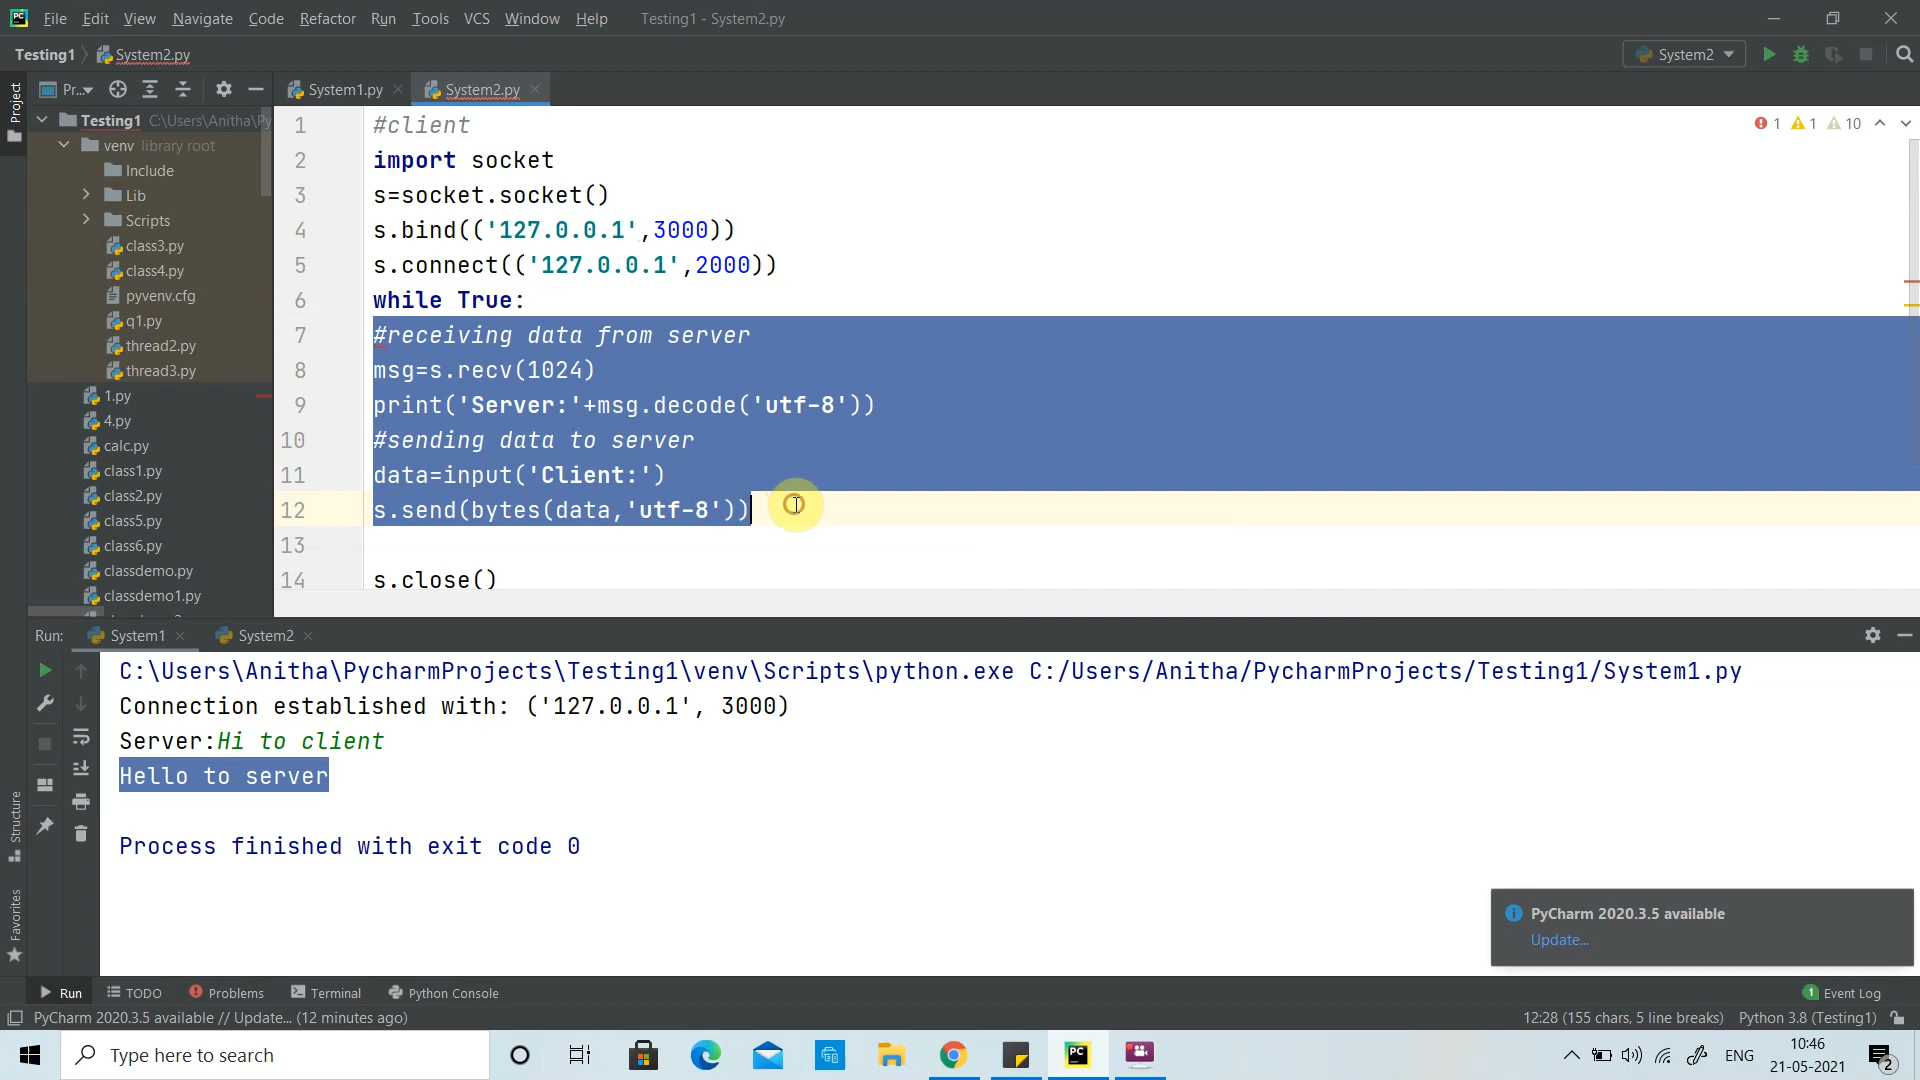 PC File Edit View Navigate Code Refactor Run Tools VCS Window Help Testing1 - System2.py
Testing1 System2.py System2
Project
Pr... System1.py System2.py
Testing1 C:\Users\Anitha\Py
venv library root
Include
Lib
Scripts
class3.py
class4.py
pyvenv.cfg
q1.py
thread2.py
thread3.py
1.py
4.py
calc.py
class1.py
class2.py
class5.py
class6.py
classdemo.py
classdemo1.py
1 #client
2 import socket
3 s=socket.socket()
4 s.bind(('127.0.0.1',3000))
5 s.connect(('127.0.0.1',2000))
6 while True:
7 #receiving data from server
8 msg=s.recv(1024)
9 print('Server:'+msg.decode('utf-8'))
10 #sending data to server
11 data=input('Client:')
12 s.send(bytes(data,'utf-8'))
13
14 s.close()
1 1 10
Run: System1 System2
C:\Users\Anitha\PycharmProjects\Testing1\venv\Scripts\python.exe C:/Users/Anitha/PycharmProjects/Testing1/System1.py
Connection established with: ('127.0.0.1', 3000)
Server:Hi to client
Hello to server
Process finished with exit code 0
Structure
Favorites
PyCharm 2020.3.5 available
Update...
Run TODO Problems Terminal Python Console 1 Event Log
PyCharm 2020.3.5 available // Update... (12 minutes ago) 12:28 (155 chars, 5 line breaks) Python 3.8 (Testing1)
Type here to search PC ENG 10:46
21-05-2021 2